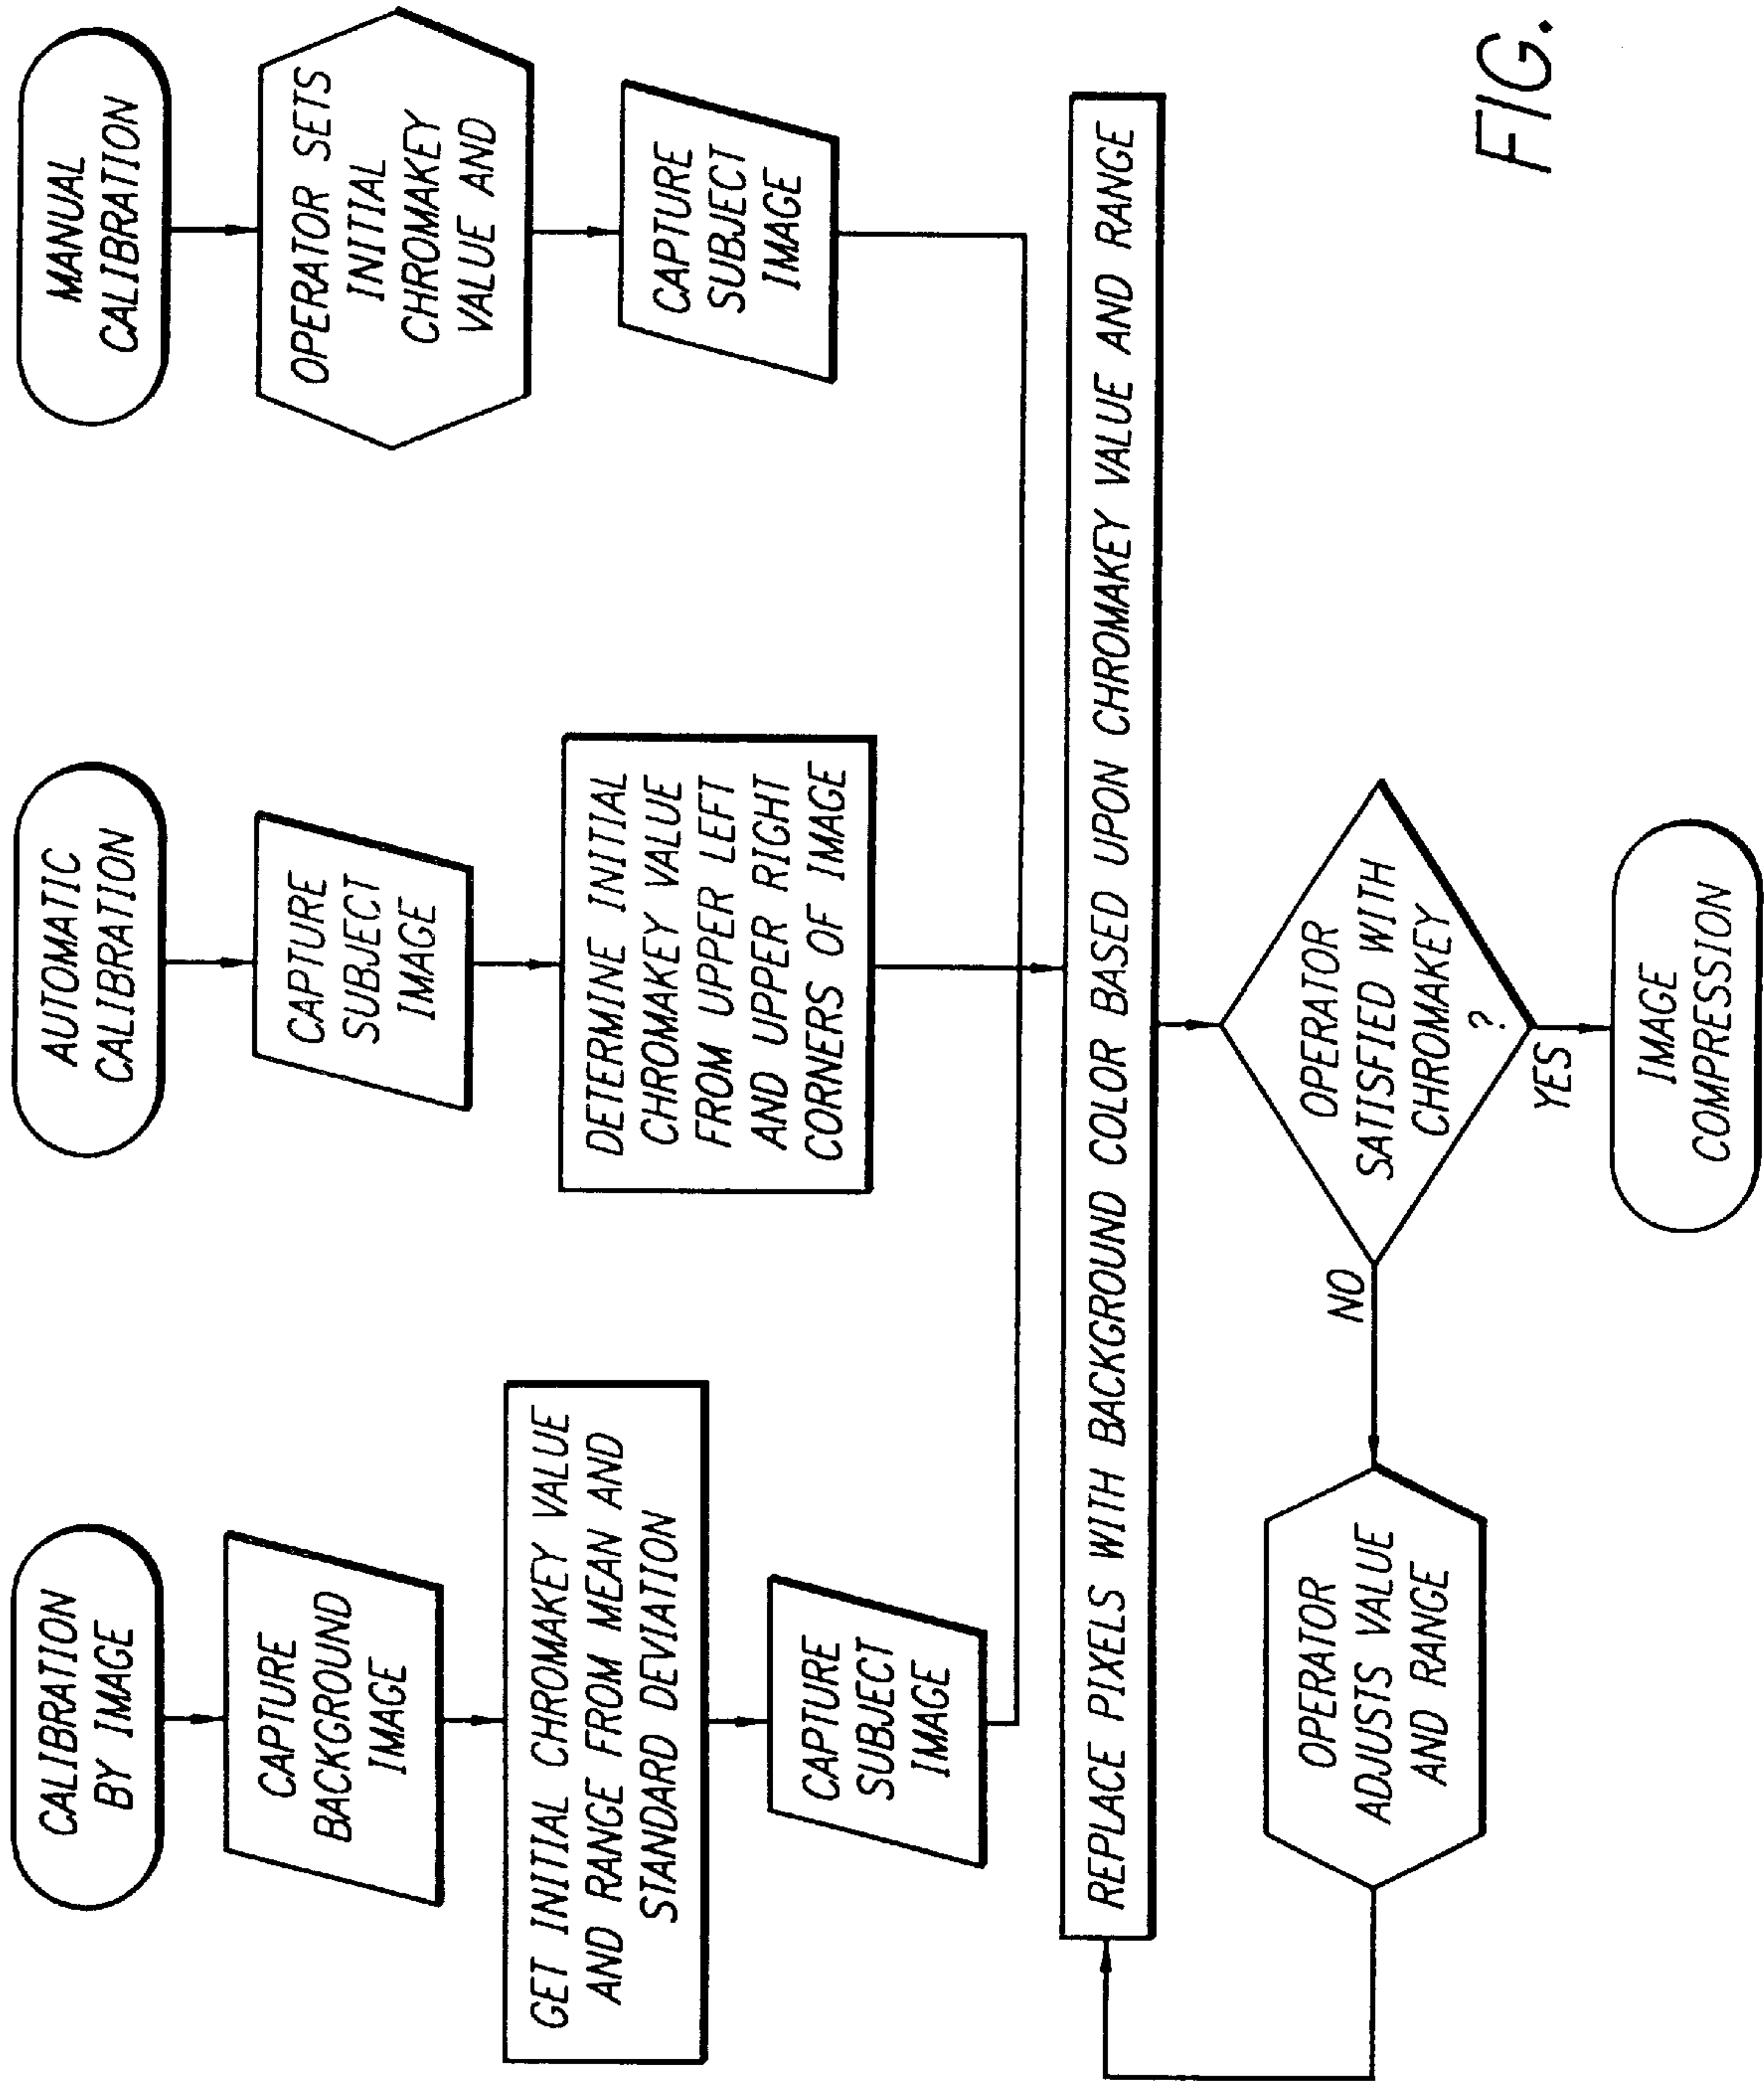 CALIBRATION
BY IMAGE
CAPTURE
BACKGROUND
IMAGE
GET INITIAL CHROMAKEY VALUE
AND RANGE FROM MEAN AND
STANDARD DEVIATION
CAPTURE
SUBJECT
IMAGE
AUTOMATIC
CALIBRATION
CAPTURE
SUBJECT
IMAGE
DETERMINE INITIAL
CHROMAKEY VALUE
FROM UPPER LEFT
AND UPPER RIGHT
CORNERS OF IMAGE
MANUAL
CALIBRATION
OPERATOR SETS
INITIAL
CHROMAKEY
VALUE AND
CAPTURE
SUBJECT
IMAGE
REPLACE PIXELS WITH BACKGROUND COLOR BASED UPON CHROMAKEY VALUE AND RANGE
OPERATOR
SATISFIED WITH
CHROMAKEY
?
NO
YES
OPERATOR
ADJUSTS VALUE
AND RANGE
IMAGE
COMPRESSION
FIG.